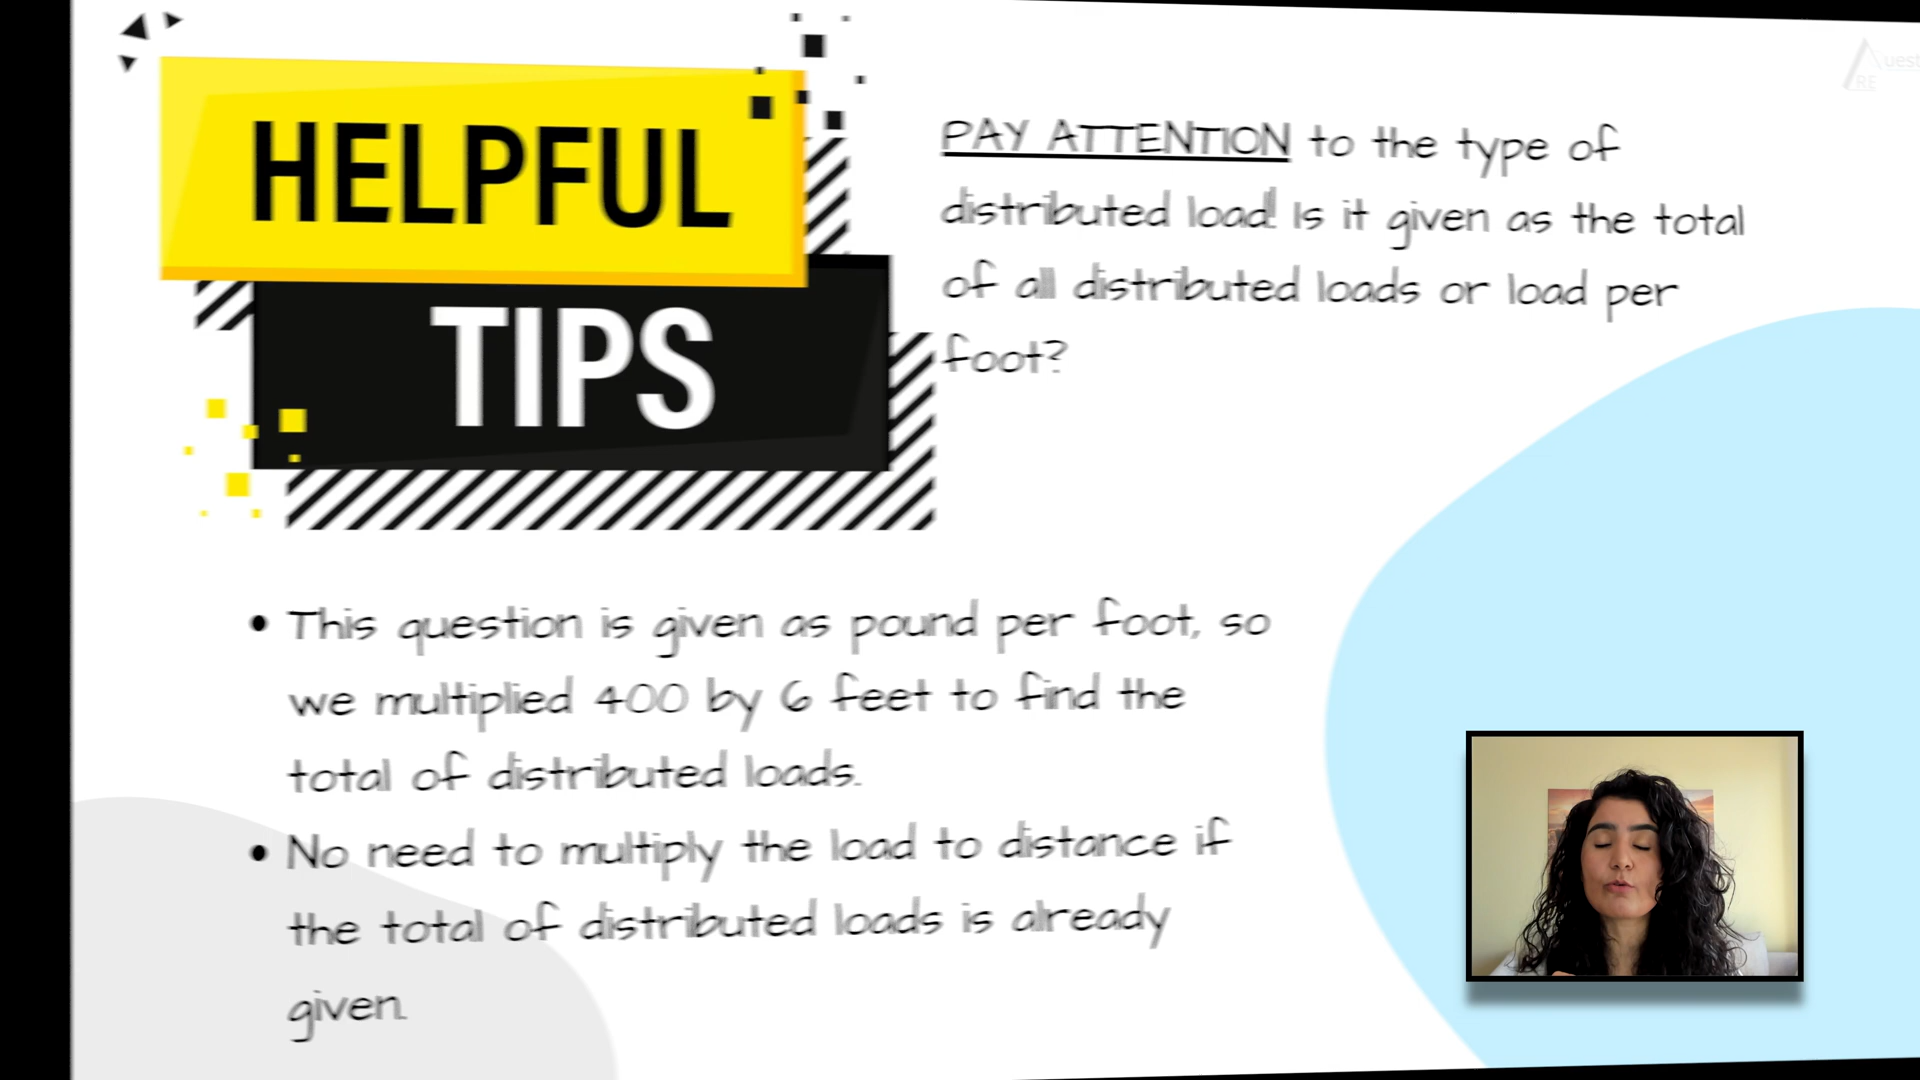 HELPFUL
TIPS
PAY ATTENTION to the type of
distributed load! Is it given as the total
of all distributed loads or load per
foot?
• This question is given as pound per foot, so
we multiplied 400 by 6 feet to find the
total of distributed loads.
• No need to multiply the load to distance if
the total of distributed loads is already
given.